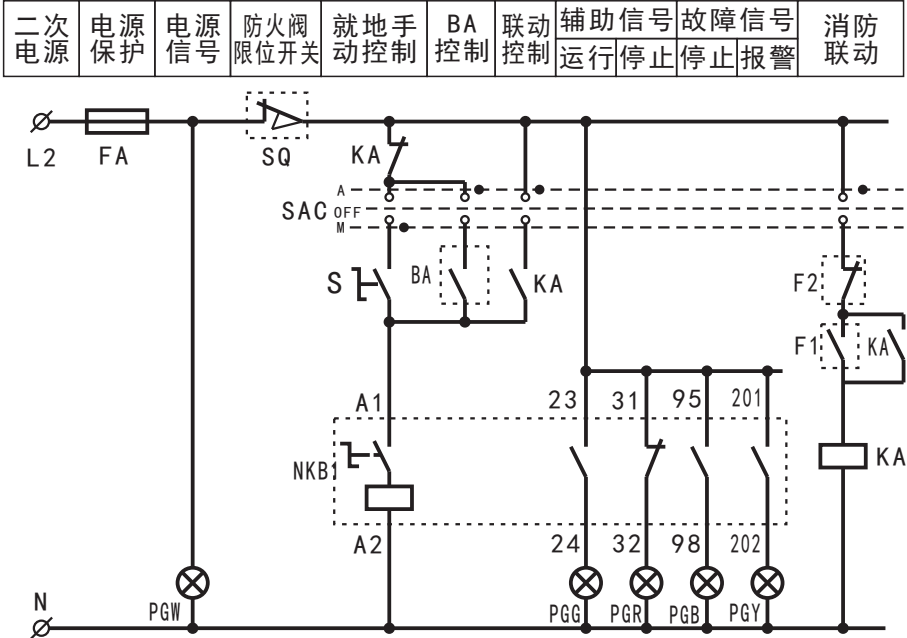 二次电源
电源保护
电源信号
防火阀限位开关
就地手动控制
BA控制
联动控制
辅助信号
故障信号
消防联动
运行
停止
停止
报警
L2
FA
SQ
KA
A
SAC OFF
M
S
BA
KA
F2
F1
KA
A1
23
31
95
201
NKB1
KA
A2
24
32
98
202
N
PGW
PGG
PGR
PGB
PGY